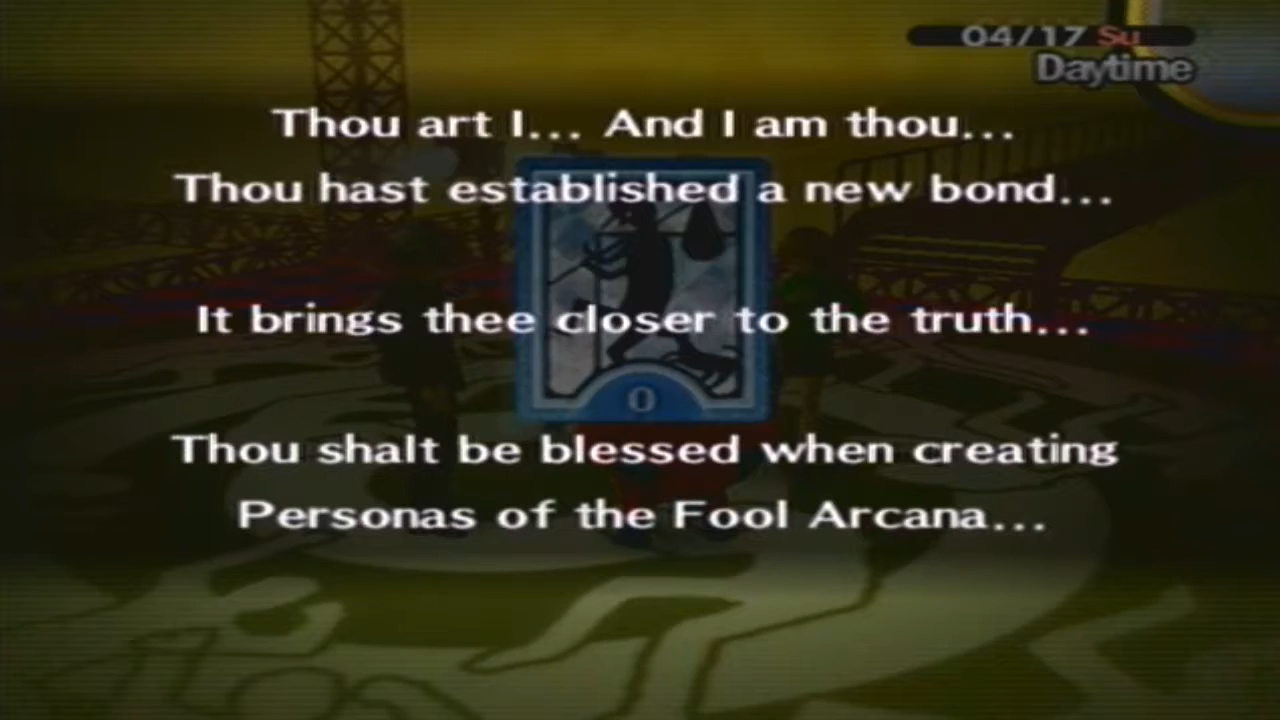 04/17 Su
Daytime
Thou art I... And I am thou...
Thou hast established a new bond...
It brings thee closer to the truth...
0
Thou shalt be blessed when creating
Personas of the Fool Arcana...